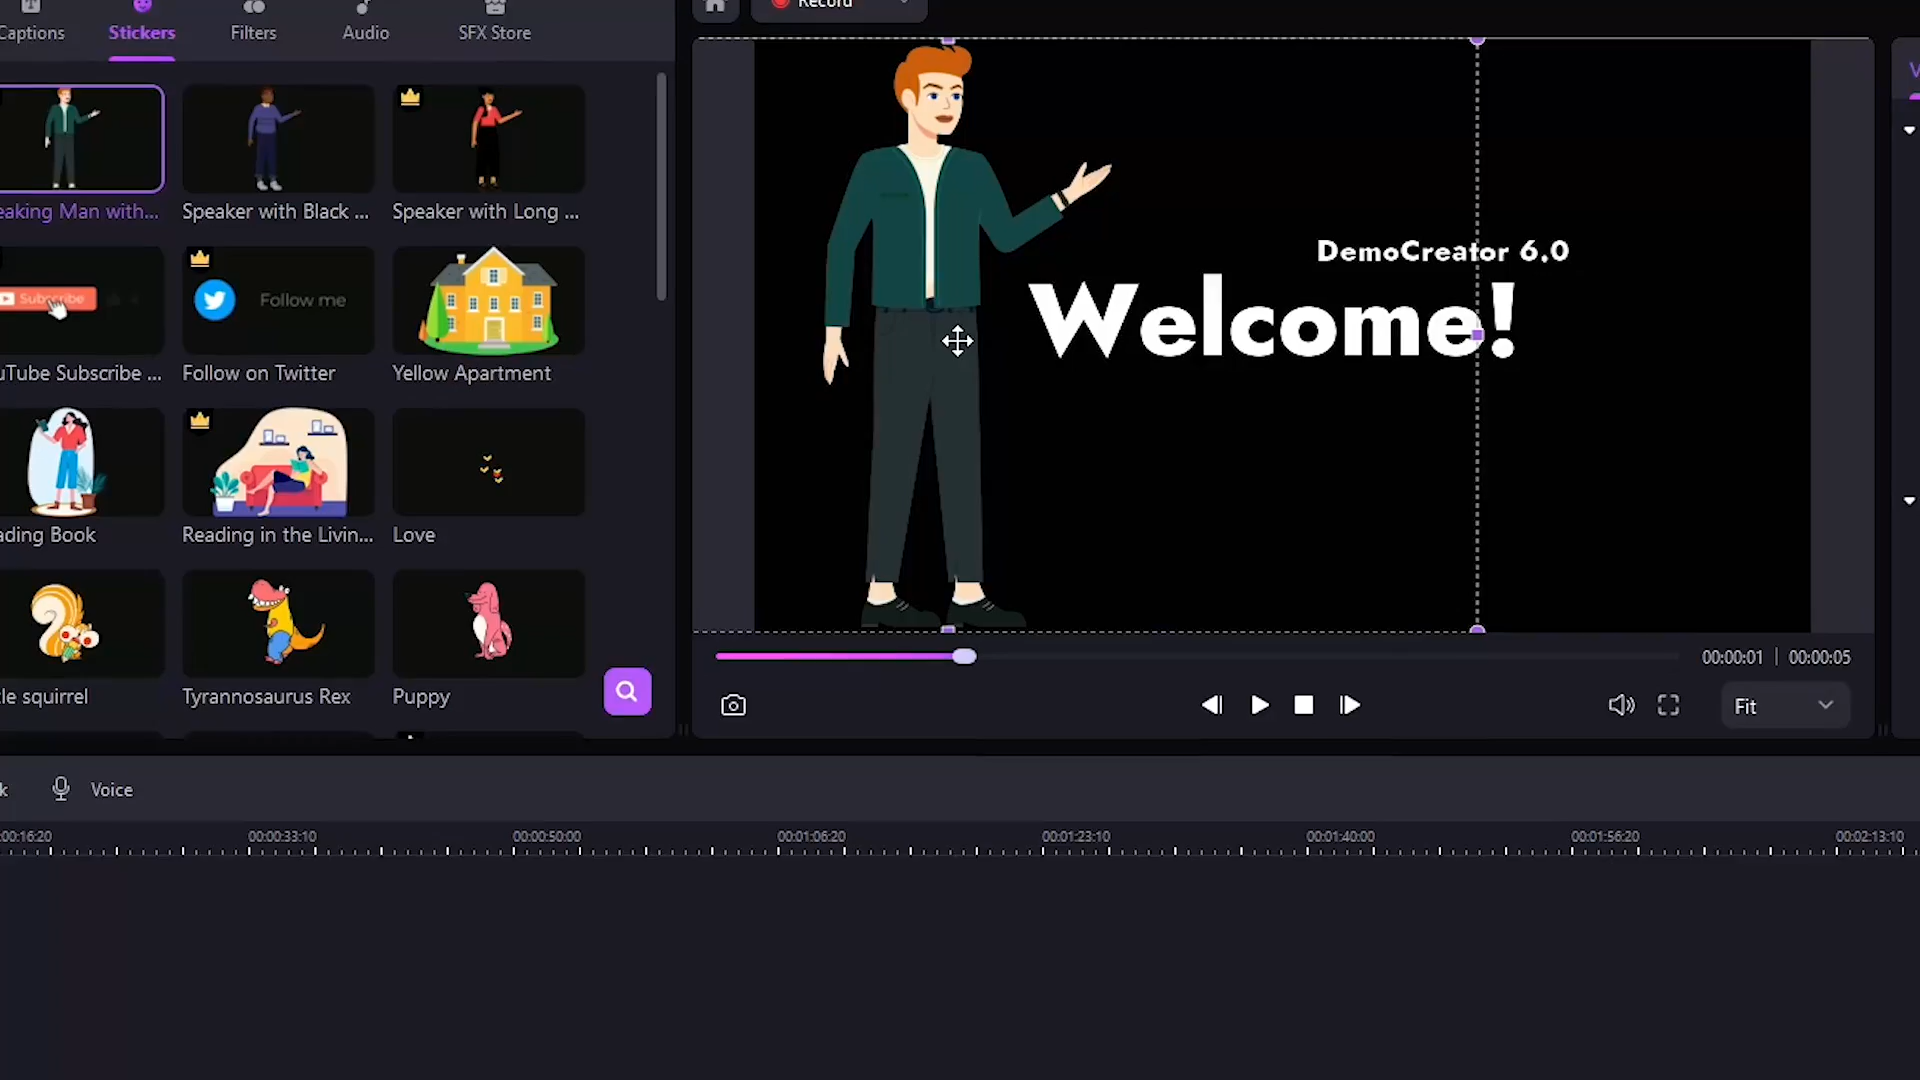 Captions
Stickers
Filters
Audio
SFX Store
Record
eaking Man with...
Speaker with Black ...
Speaker with Long ...
Subscribe
Follow me
uTube Subscribe ...
Follow on Twitter
Yellow Apartment
ading Book
Reading in the Livin...
Love
le squirrel
Tyrannosaurus Rex
Puppy
DemoCreator 6.0
Welcome!
00:00:01 | 00:00:05
Fit
k
Voice
00:00:16:20
00:00:33:10
00:00:50:00
00:01:06:20
00:01:23:10
00:01:40:00
00:01:56:20
00:02:13:10